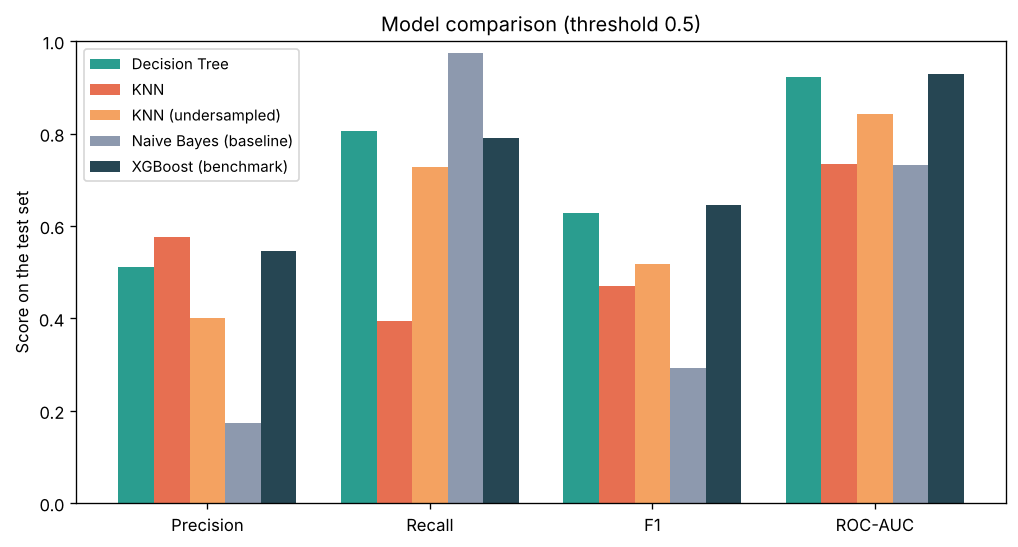 Model comparison (threshold 0.5)
Decision Tree
KNN
KNN (undersampled)
Naive Bayes (baseline)
XGBoost (benchmark)
Score on the test set
1.0
0.8
0.6
0.4
0.2
0.0
Precision Recall F1 ROC-AUC